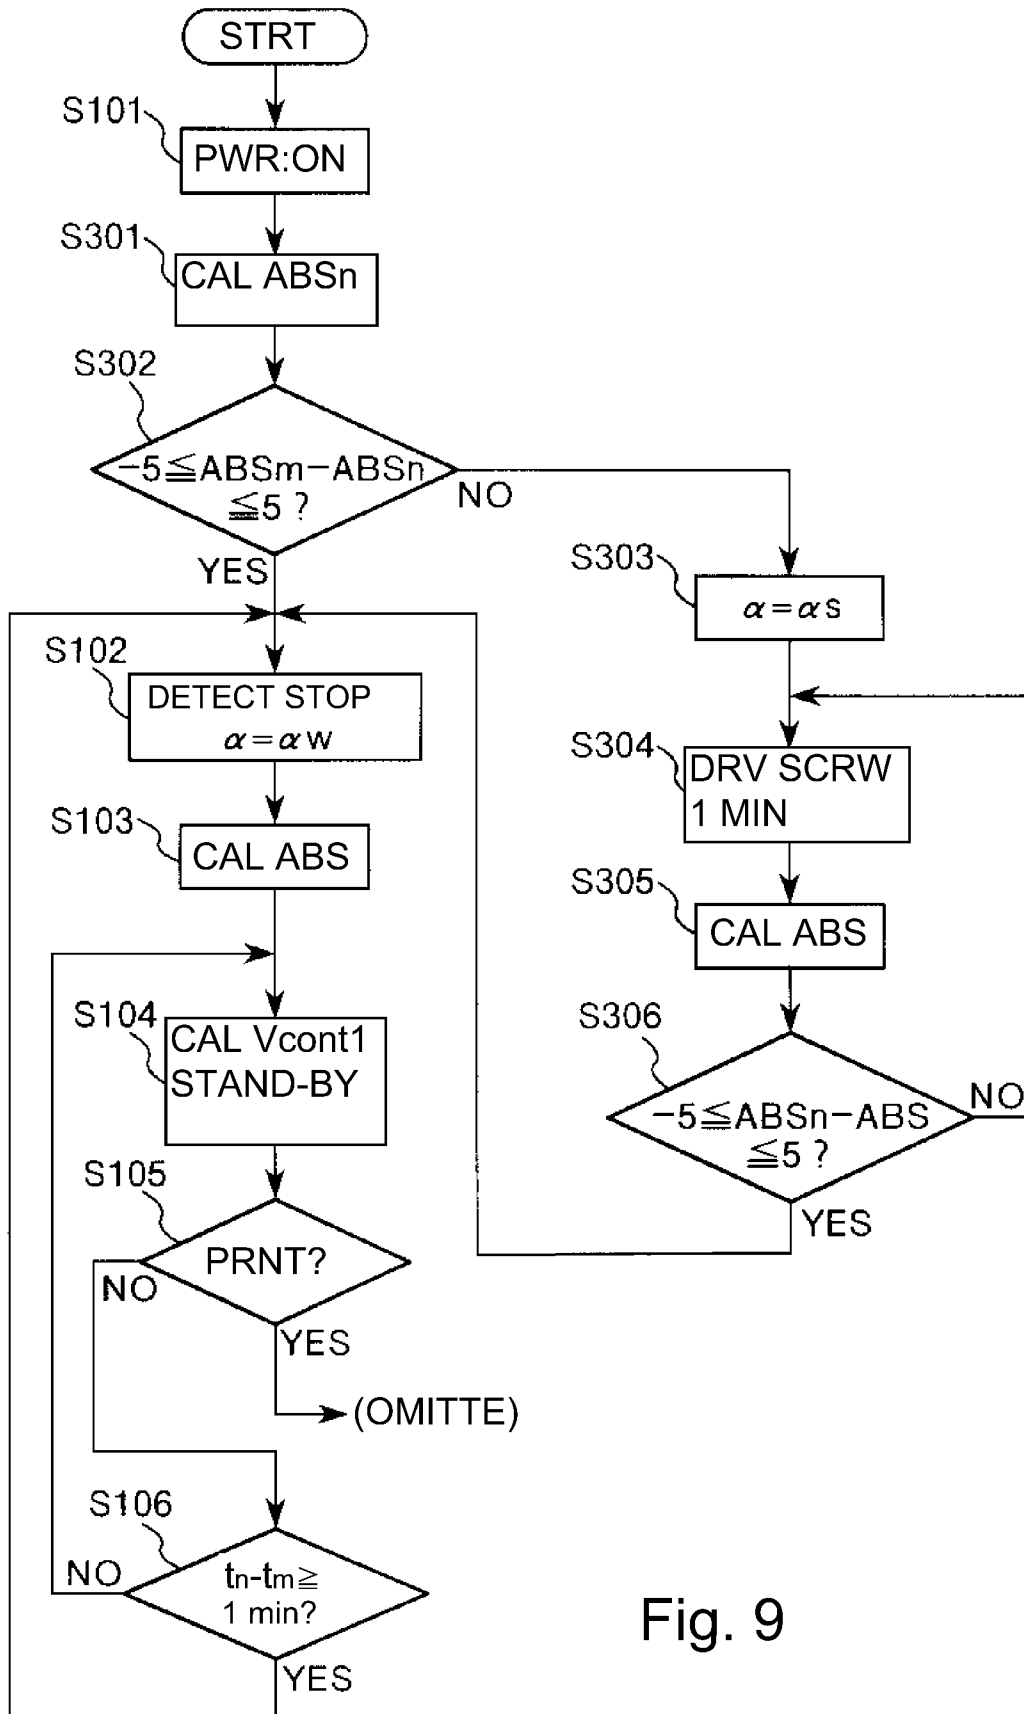 STRT
S101
PWR:ON
S301
CAL ABSn
S302
−5≦ABSm−ABSn
≦5 ?
NO
YES
S303
α=αs
S102
DETECT STOP
α=αw
S304
DRV SCRW
1 MIN
S103
CAL ABS
S305
CAL ABS
S104
CAL Vcont1
STAND-BY
S306
−5≦ABSn−ABS
≦5 ?
NO
YES
S105
PRNT?
NO
YES
(OMITTE)
S106
tn-tm≧
1 min?
NO
YES
Fig. 9